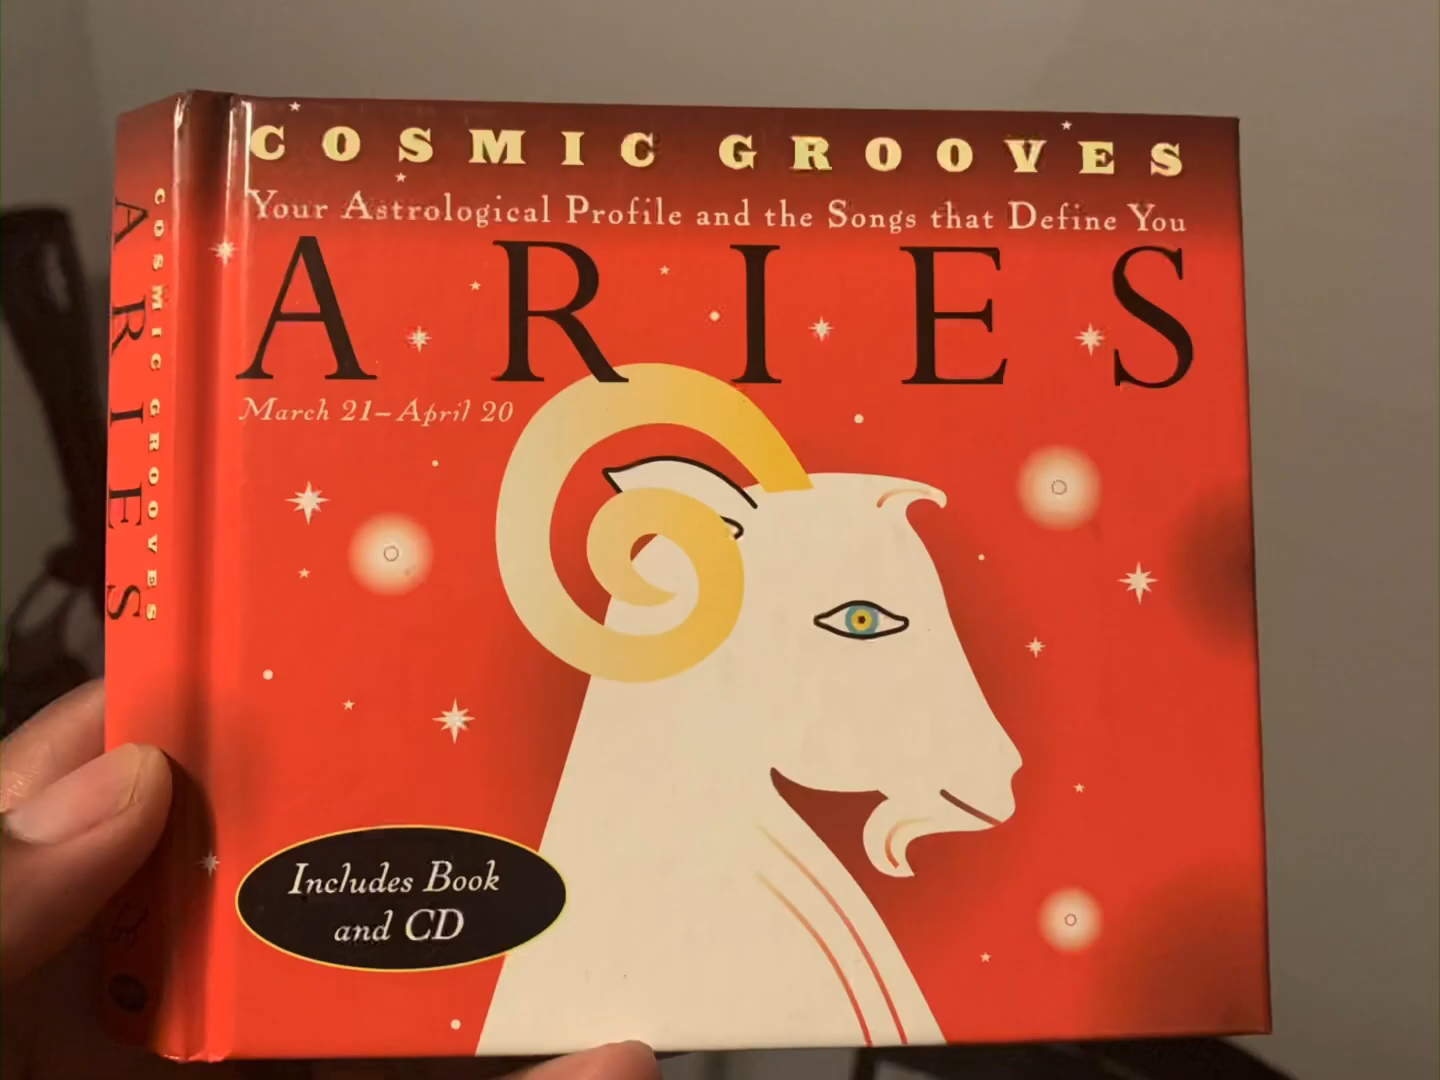 COSMIC GROOVES
Your Astrological Profile and the Songs that Define You
ARIES
March 21–April 20
Includes Book
and CD
ARIES
COSMIC GROOVES